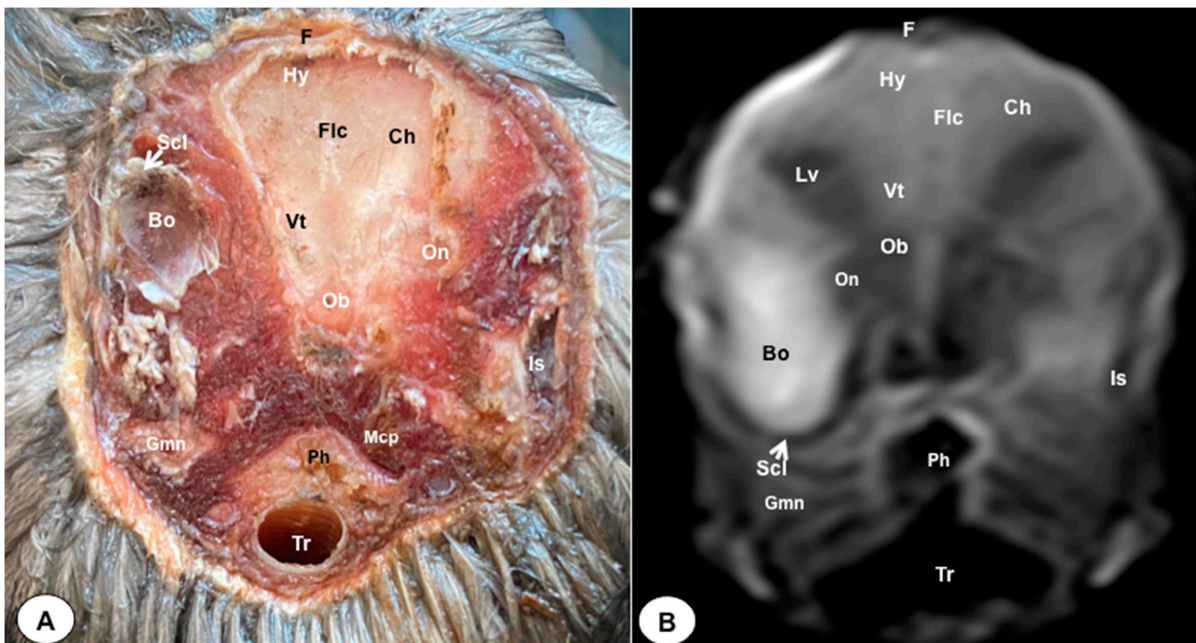 F
Hy
Flc
Ch
Scl
Bo
Vt
On
Ob
Is
Gmn
Mcp
Ph
Tr
A
F
Hy
Flc
Ch
Lv
Vt
Ob
On
Bo
Is
Scl
Ph
Gmn
Tr
B